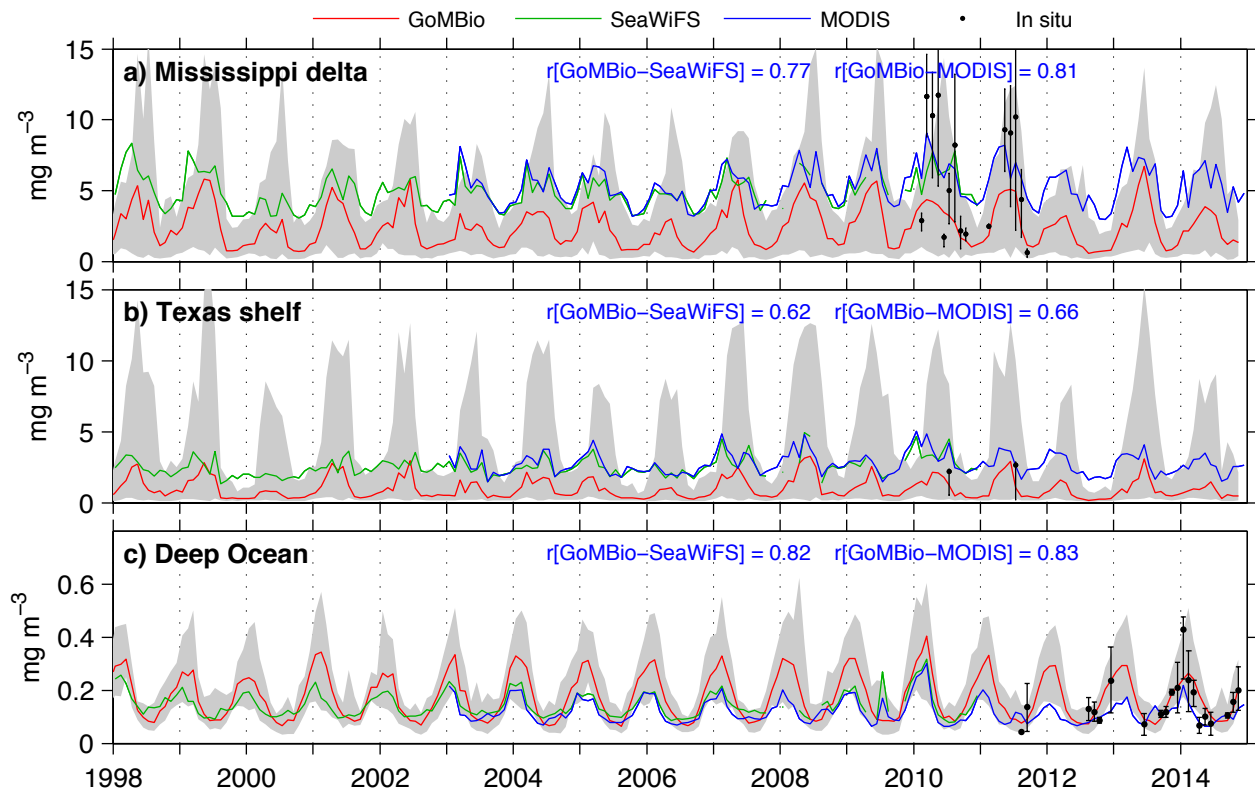 GoMBio SeaWiFS MODIS In situ
15
10
5
0
mg m⁻³
a) Mississippi delta
r[GoMBio−SeaWiFS] = 0.77 r[GoMBio−MODIS] = 0.81
15
10
5
0
mg m⁻³
b) Texas shelf
r[GoMBio−SeaWiFS] = 0.62 r[GoMBio−MODIS] = 0.66
0.6
0.4
0.2
0
mg m⁻³
c) Deep Ocean
r[GoMBio−SeaWiFS] = 0.82 r[GoMBio−MODIS] = 0.83
1998 2000 2002 2004 2006 2008 2010 2012 2014